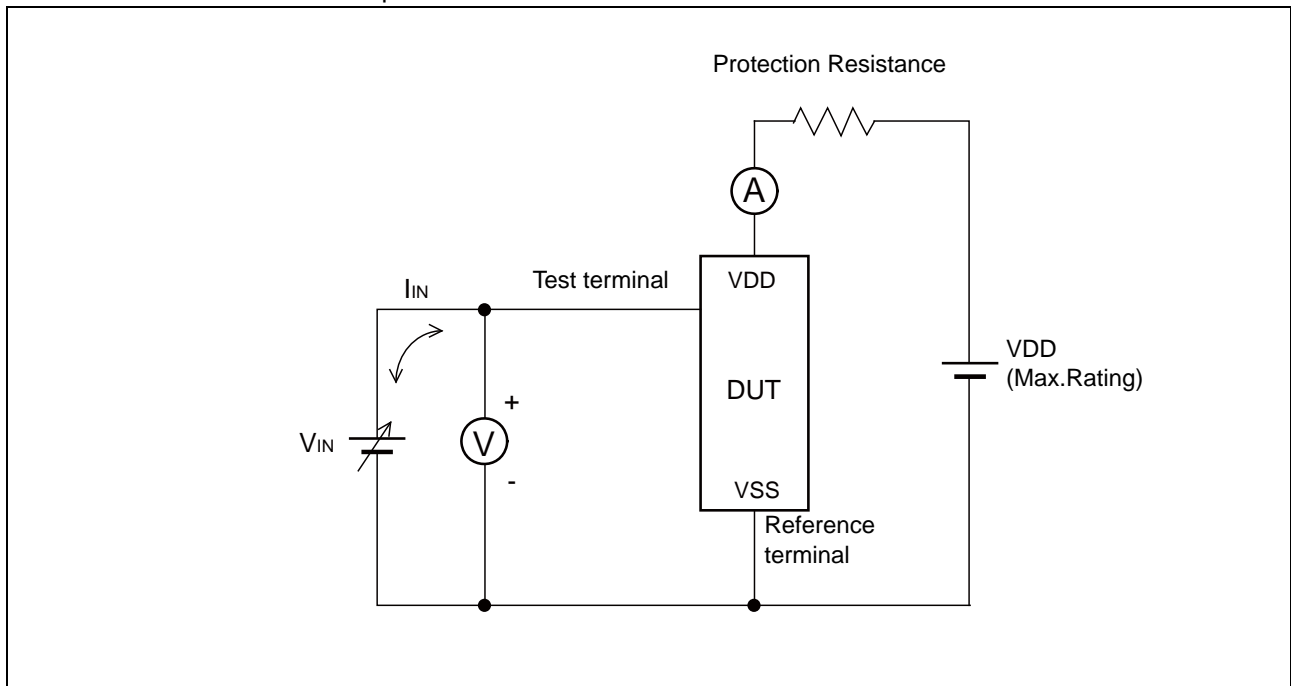 Protection Resistance
A
Test terminal
VDD
IIN
VDD
(Max.Rating)
DUT
+
VIN
V
-
VSS
Reference
terminal